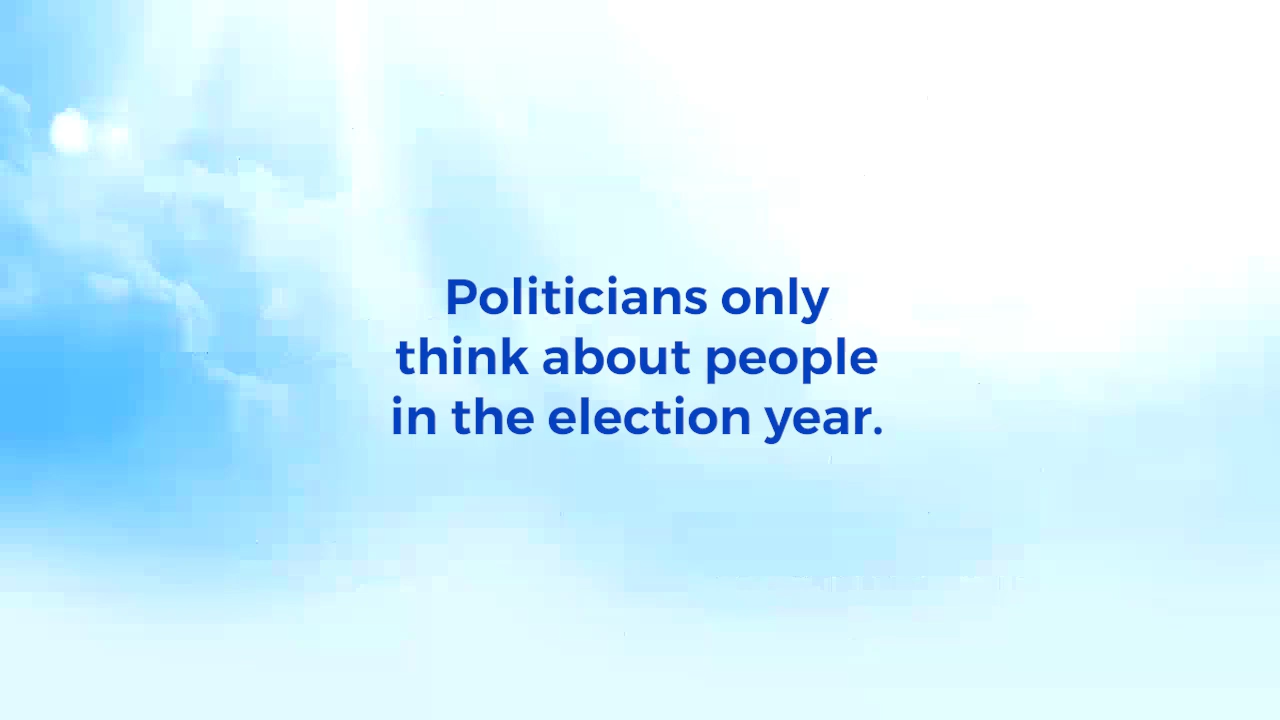 Politicians only
think about people
in the election year.